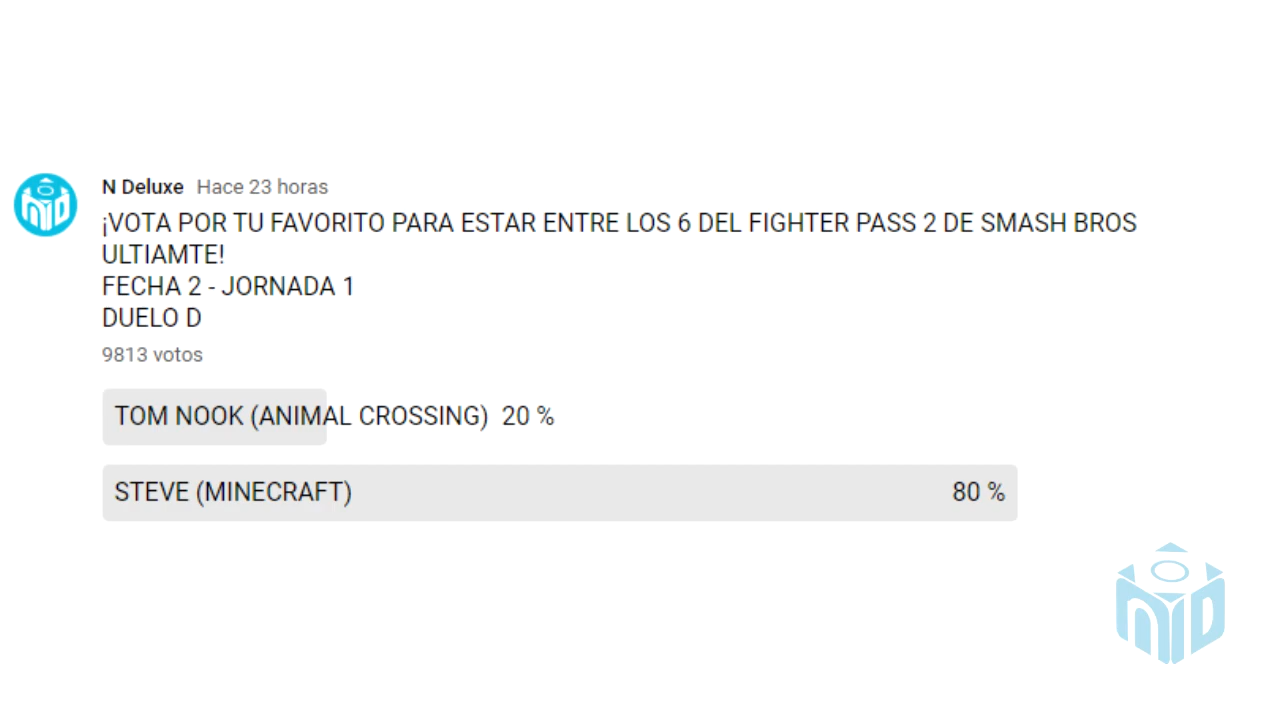 N Deluxe Hace 23 horas
¡VOTA POR TU FAVORITO PARA ESTAR ENTRE LOS 6 DEL FIGHTER PASS 2 DE SMASH BROS
ULTIAMTE!
FECHA 2 - JORNADA 1
DUELO D
9813 votos
TOM NOOK (ANIMAL CROSSING) 20 %
STEVE (MINECRAFT) 80 %